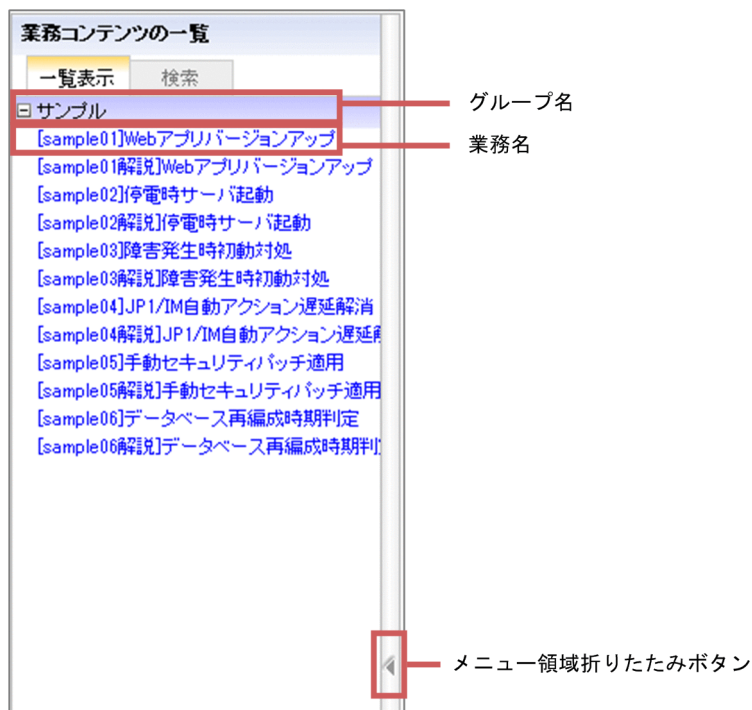 業務コンテンツの一覧
一覧表示 検索
サンプル
グループ名
[sample01]Webアプリバージョンアップ
業務名
[sample01解説]Webアプリバージョンアップ
[sample02]停電時サーバ起動
[sample02解説]停電時サーバ起動
[sample03]障害発生時初動対処
[sample03解説]障害発生時初動対処
[sample04]JP1/IM自動アクション遅延解消
[sample04解説]JP1/IM自動アクション遅延
[sample05]手動セキュリティパッチ適用
[sample05解説]手動セキュリティパッチ適用
[sample06]データベース再編成時期判定
[sample06解説]データベース再編成時期判
メニュー領域折りたたみボタン